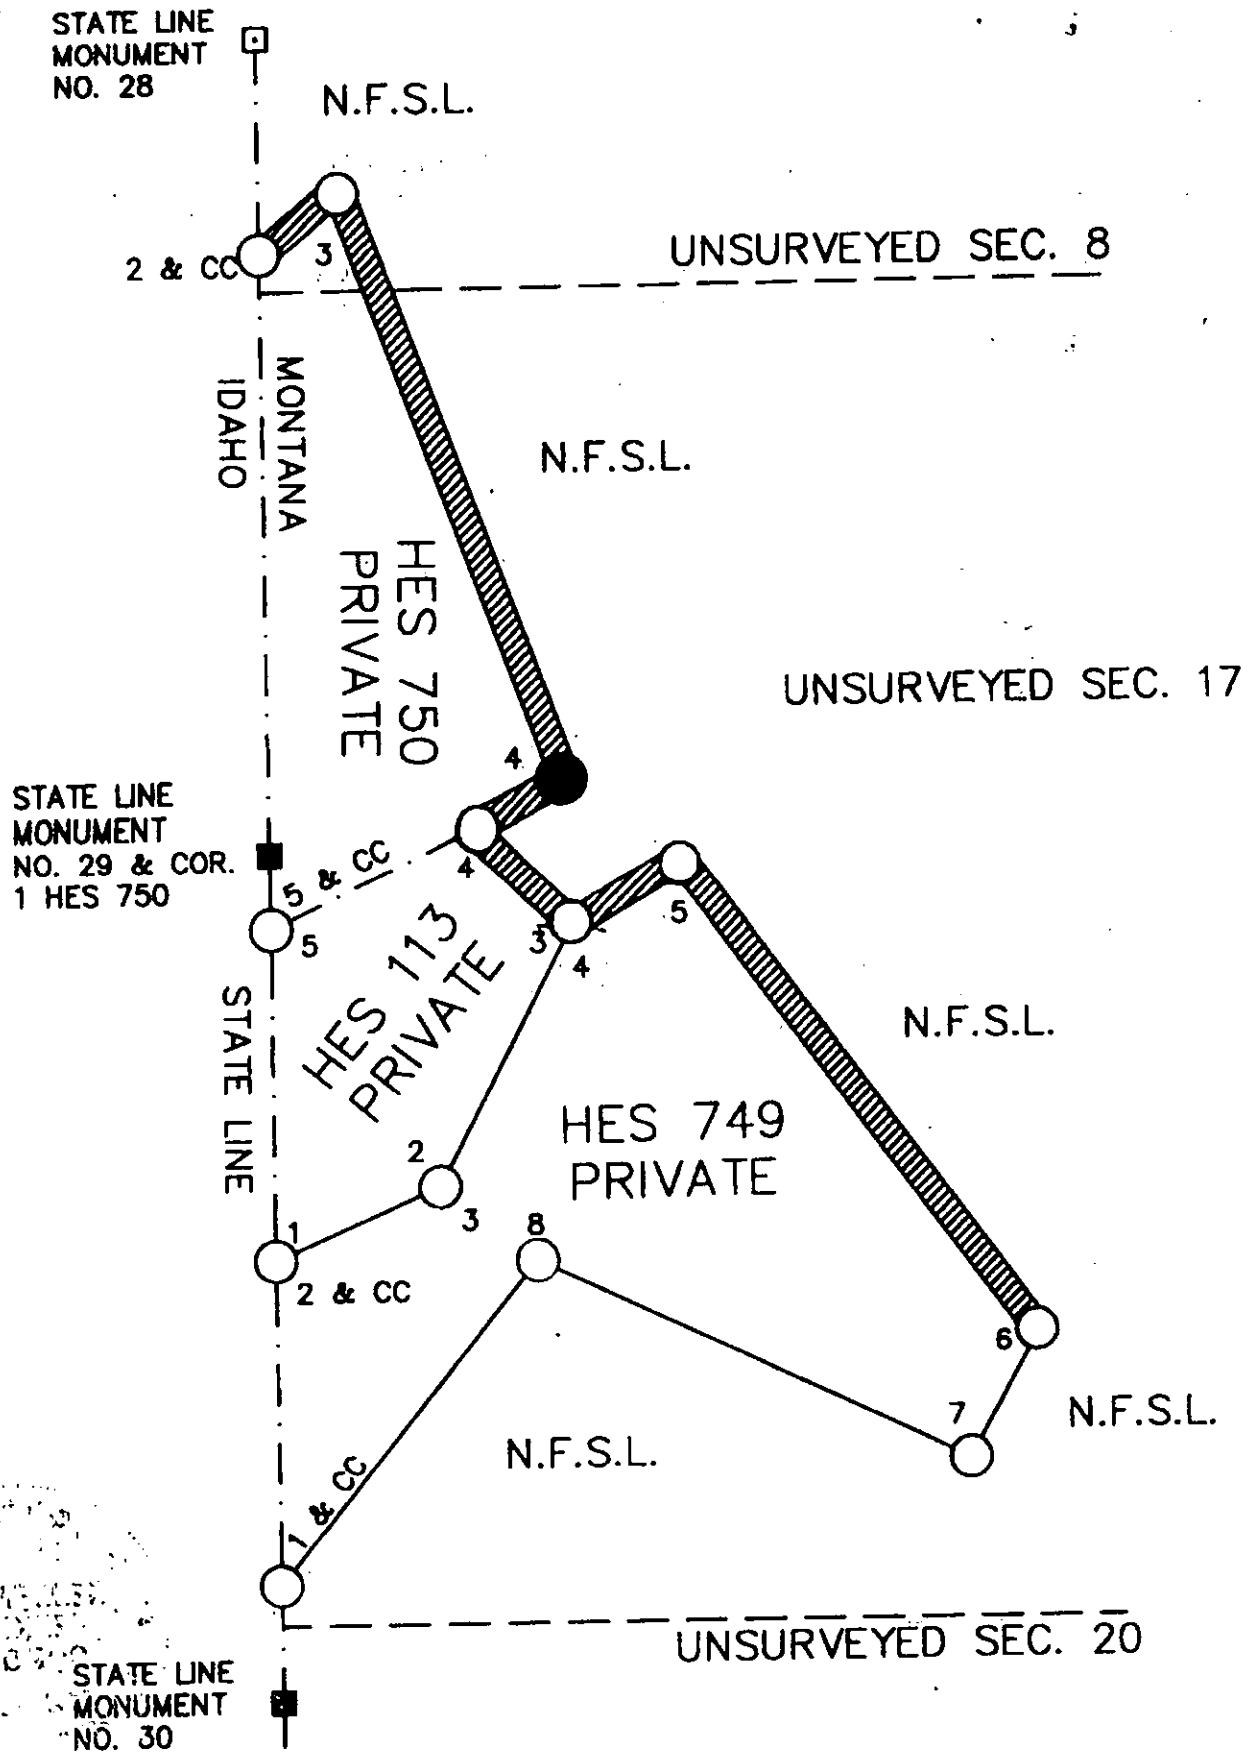 STATE LINE
MONUMENT
NO. 28
N.F.S.L.
3
2 & CC
UNSURVEYED SEC. 8
MONTANA
IDAHO
N.F.S.L.
HES 750
PRIVATE
UNSURVEYED SEC. 17
4
STATE LINE
MONUMENT
NO. 29 & COR.
1 HES 750
5 & CC
4
5
5
3
4
HES 113
PRIVATE
STATE LINE
N.F.S.L.
HES 749
PRIVATE
2
3
8
1
2 & CC
6
7
N.F.S.L.
N.F.S.L.
1 & CC
UNSURVEYED SEC. 20
STATE LINE
MONUMENT
NO. 30